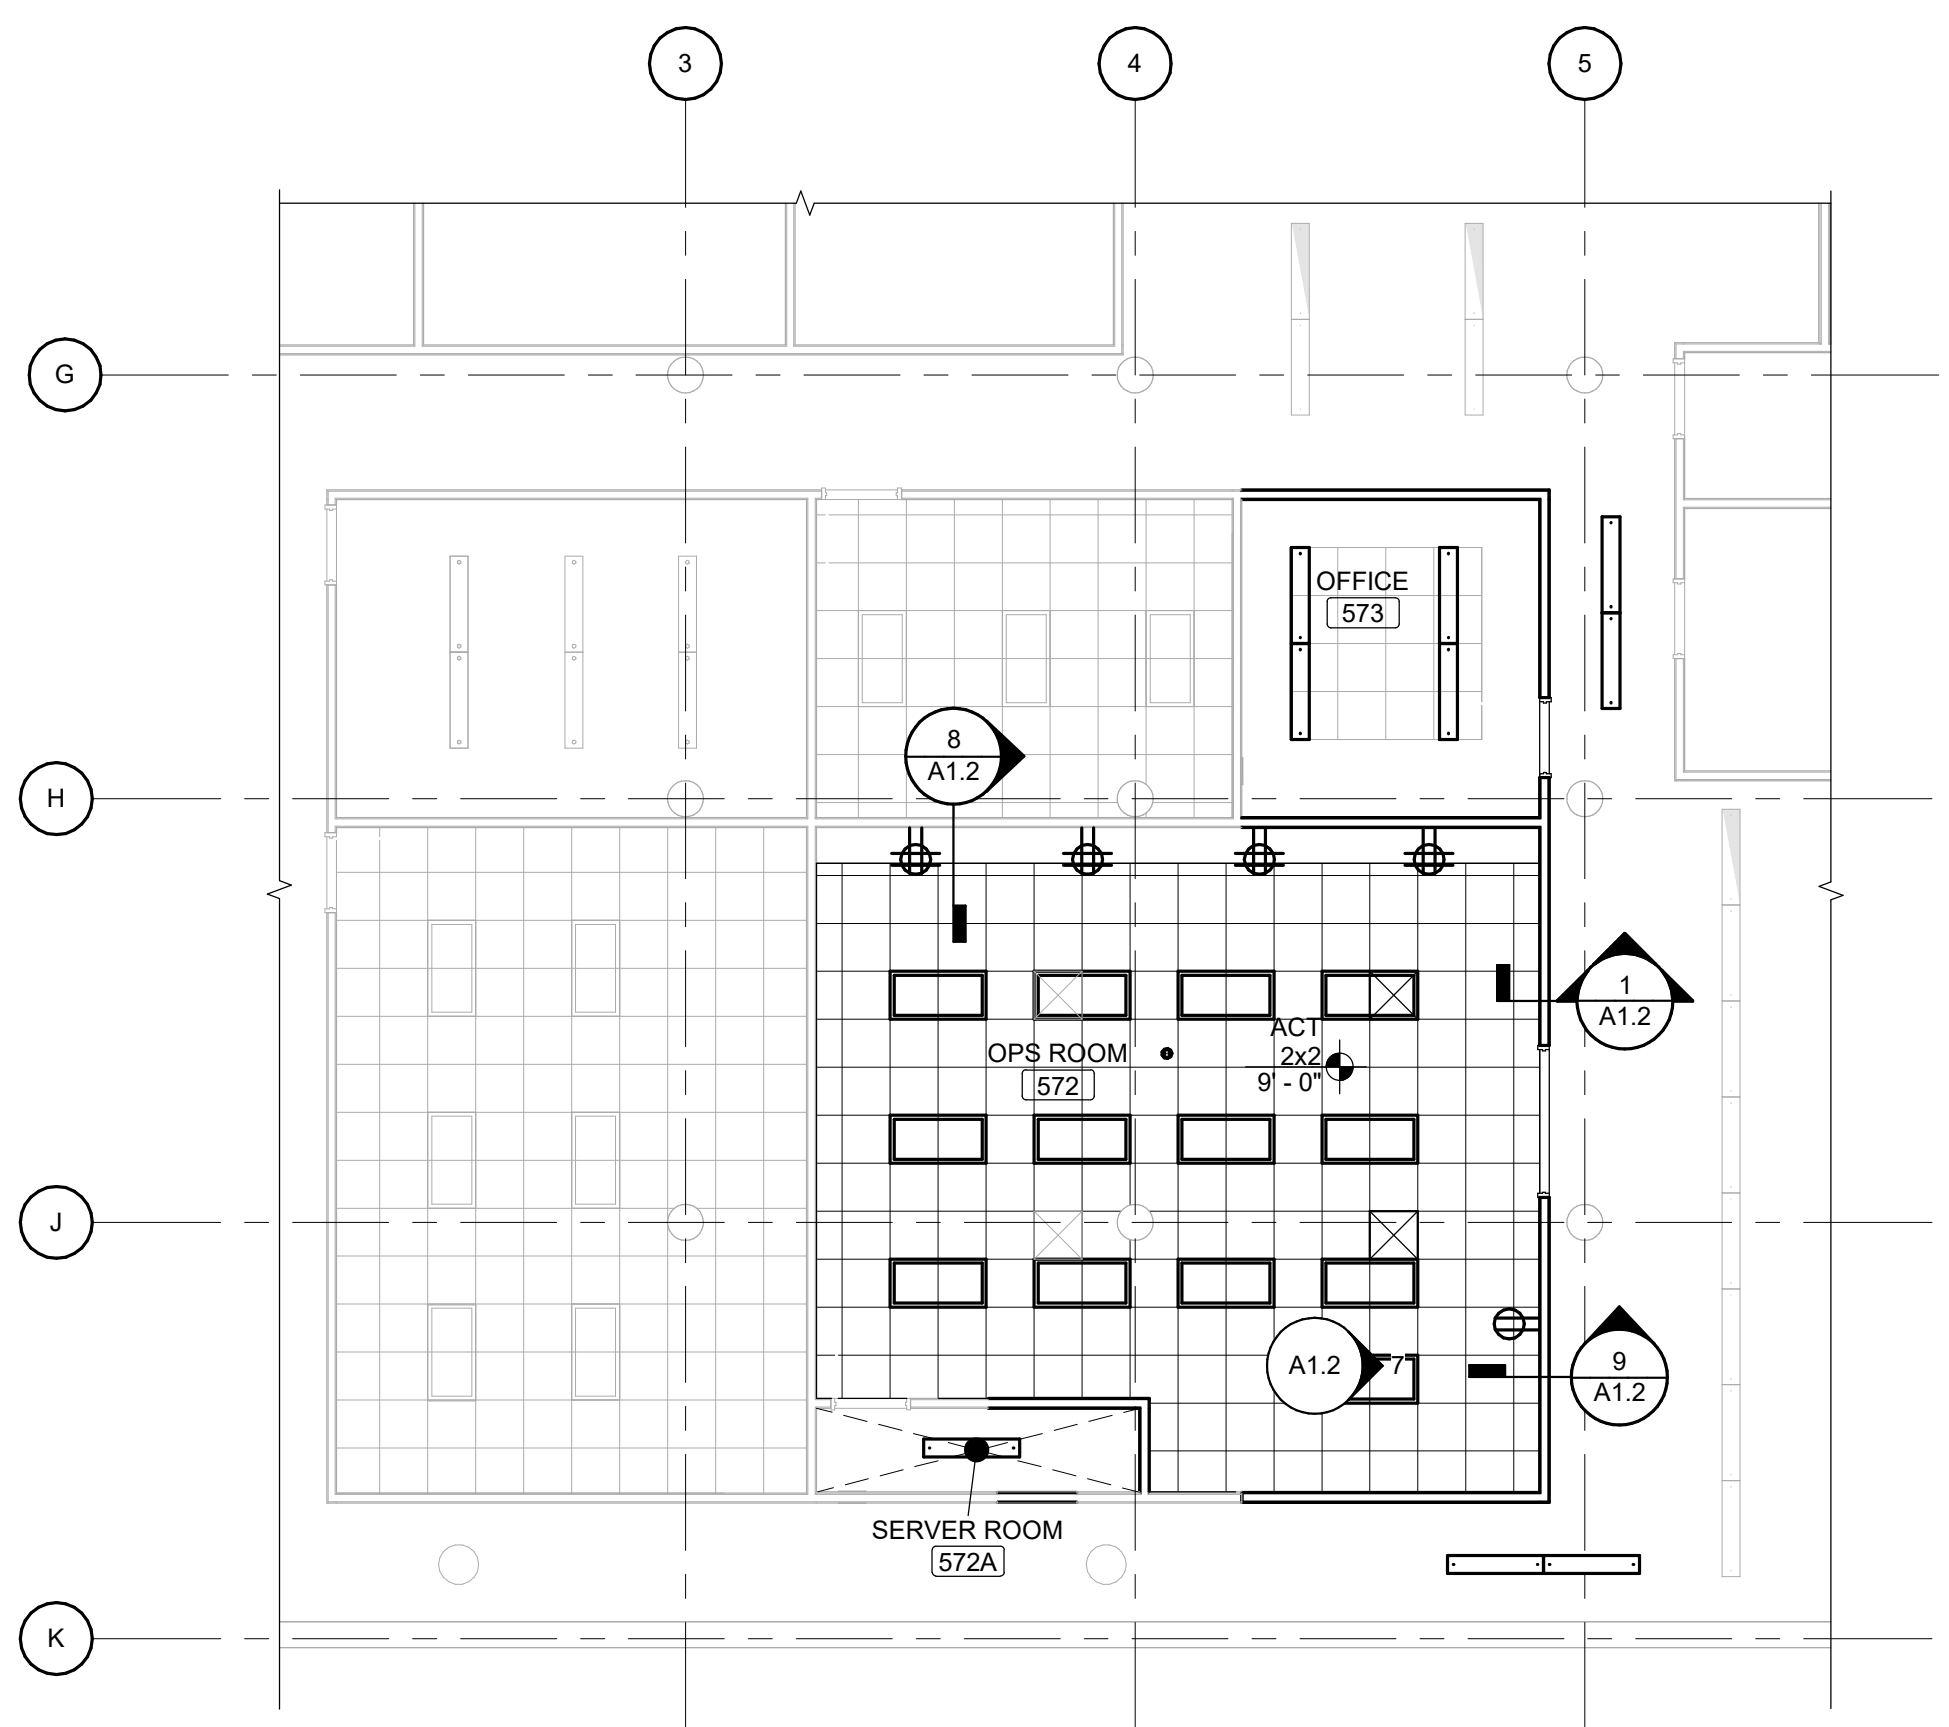 3
4
5
G
OFFICE
573
8
A1.2
H
1
A1.2
ACT
2x2
9' - 0"
OPS ROOM
572
J
A1.2
7
9
A1.2
SERVER ROOM
572A
K